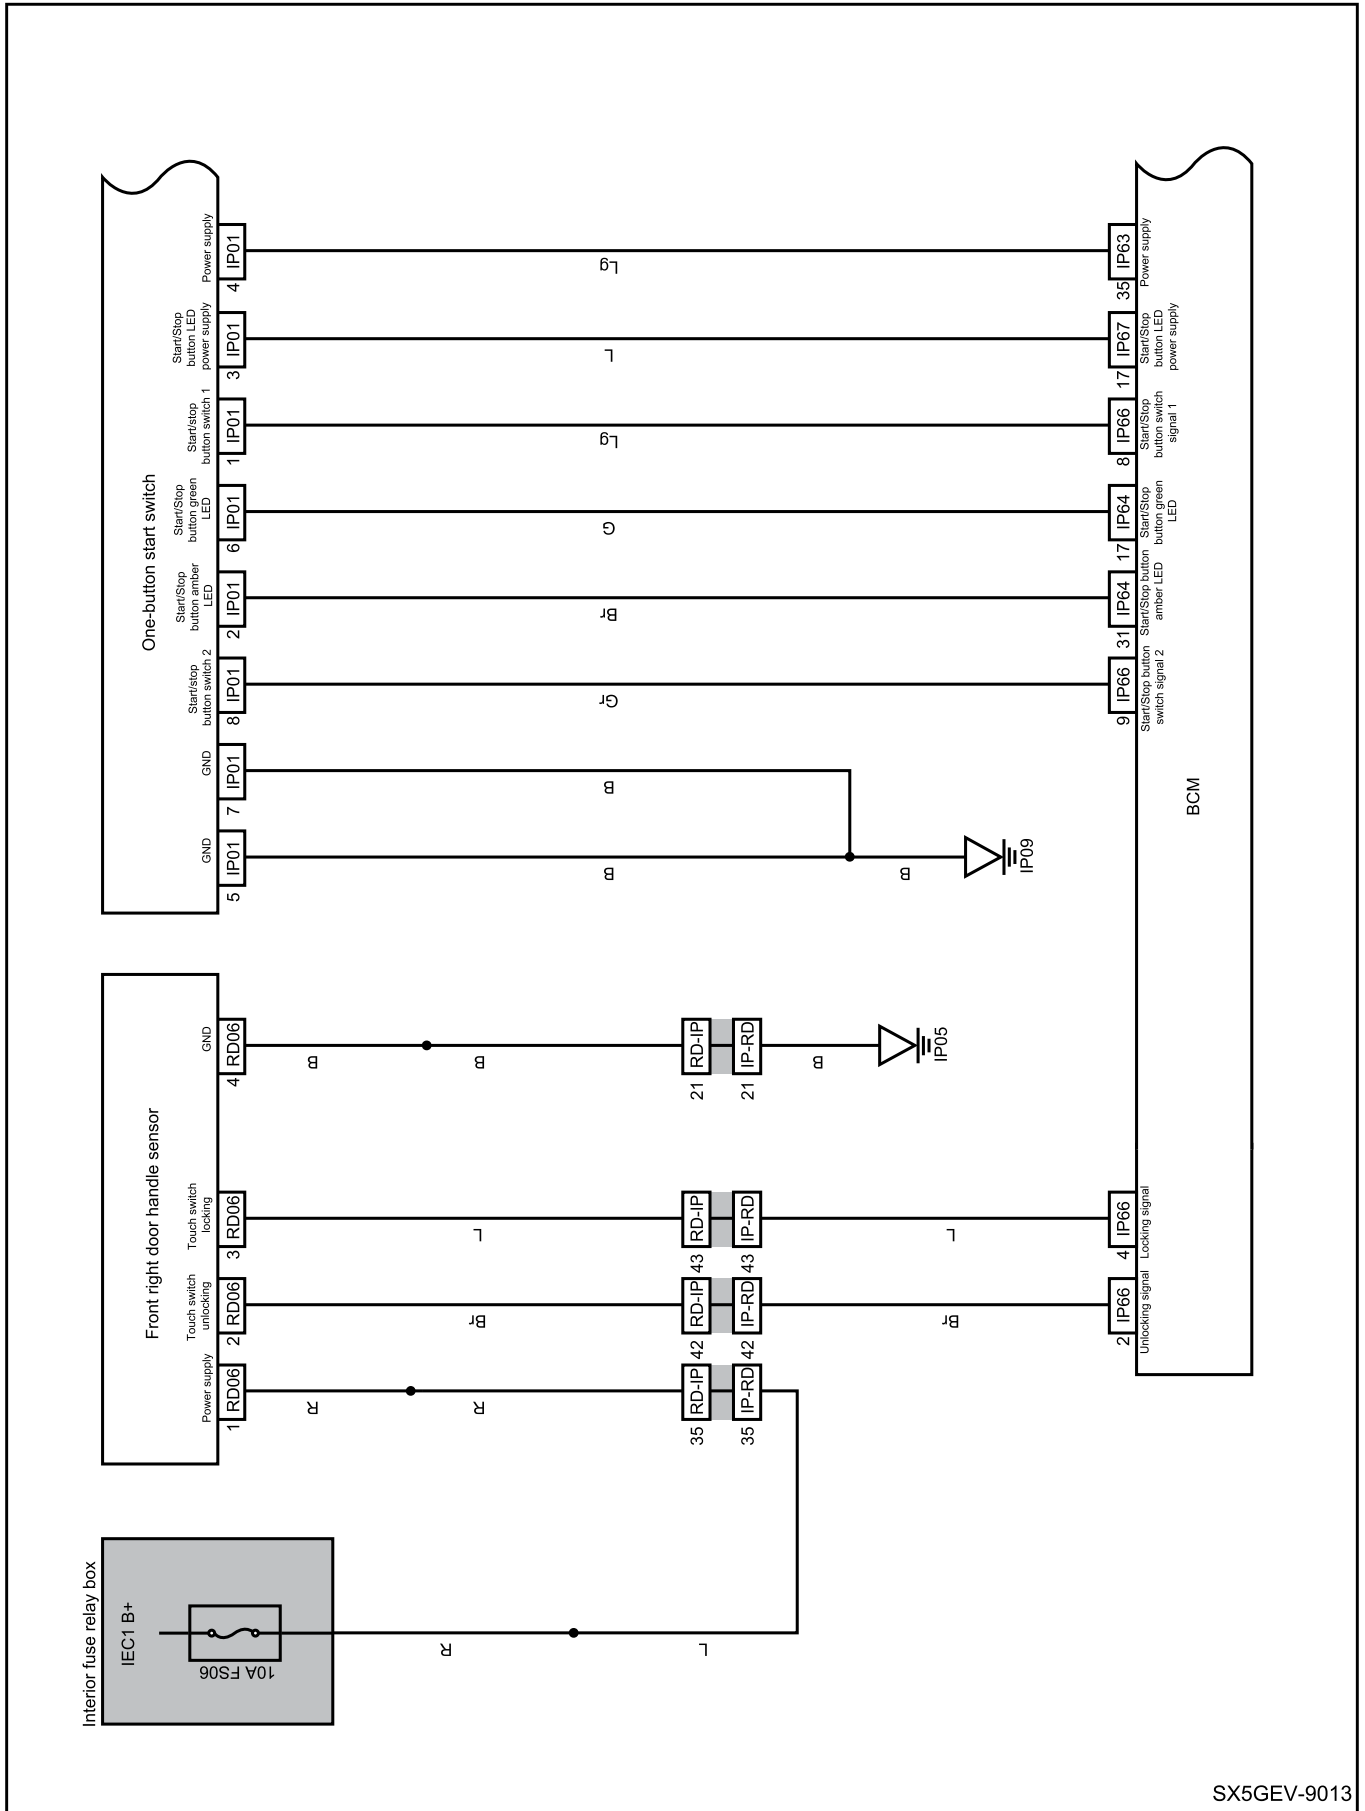 One-button start switch
Power supply
4
IP01
Lg
IP63
35
Power supply
Start/Stop
button LED
power supply
3
IP01
L
IP67
17
Start/Stop
button LED
power supply
Start/stop
button switch 1
1
IP01
Lg
IP66
8
Start/Stop
button switch
signal 1
Start/Stop
button green
LED
6
IP01
G
IP64
17
Start/Stop
button green
LED
Start/Stop
button amber
LED
2
IP01
Br
IP64
31
Start/Stop button
amber LED
Start/stop
button switch 2
8
IP01
Gr
IP66
9
Start/Stop button
switch signal 2
GND
7
IP01
B
GND
5
IP01
B
B
IP09
BCM
Front right door handle sensor
GND
4
RD06
B
B
21
RD-IP
21
IP-RD
B
IP05
Touch switch
locking
3
RD06
L
43
RD-IP
43
IP-RD
L
IP66
4
Locking signal
Touch switch
unlocking
2
RD06
Br
42
RD-IP
42
IP-RD
Br
IP66
2
Unlocking signal
Power supply
1
RD06
R
R
35
RD-IP
35
IP-RD
Interior fuse relay box
IEC1 B+
10A FS06
R
L
SX5GEV-9013